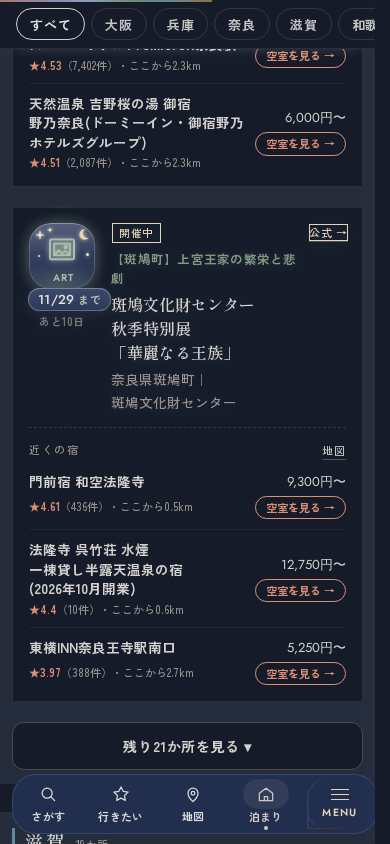 すべて
大阪
兵庫
奈良
滋賀
和歌
★4.53（7,402件）・ここから2.3km
空室を見る →
天然温泉 吉野桜の湯 御宿
野乃奈良(ドーミーイン・御宿野乃
ホテルズグループ)
★4.51（2,087件）・ここから2.3km
6,000円〜
空室を見る →
ART
11/29 まで
あと10日
開催中
公式 →
【斑鳩町】上宮王家の繁栄と悲
劇
斑鳩文化財センター
秋季特別展
「華麗なる王族」
奈良県斑鳩町｜
斑鳩文化財センター
近くの宿
地図
門前宿 和空法隆寺
★4.61（436件）・ここから0.5km
9,300円〜
空室を見る →
法隆寺 呉竹荘 水煙
一棟貸し半露天温泉の宿
(2026年10月開業)
★4.4（10件）・ここから0.6km
12,750円〜
空室を見る →
東横INN奈良王寺駅南口
★3.97（388件）・ここから2.7km
5,250円〜
空室を見る →
残り21か所を見る ▾
さがす
行きたい
地図
泊まり
MENU
滋賀